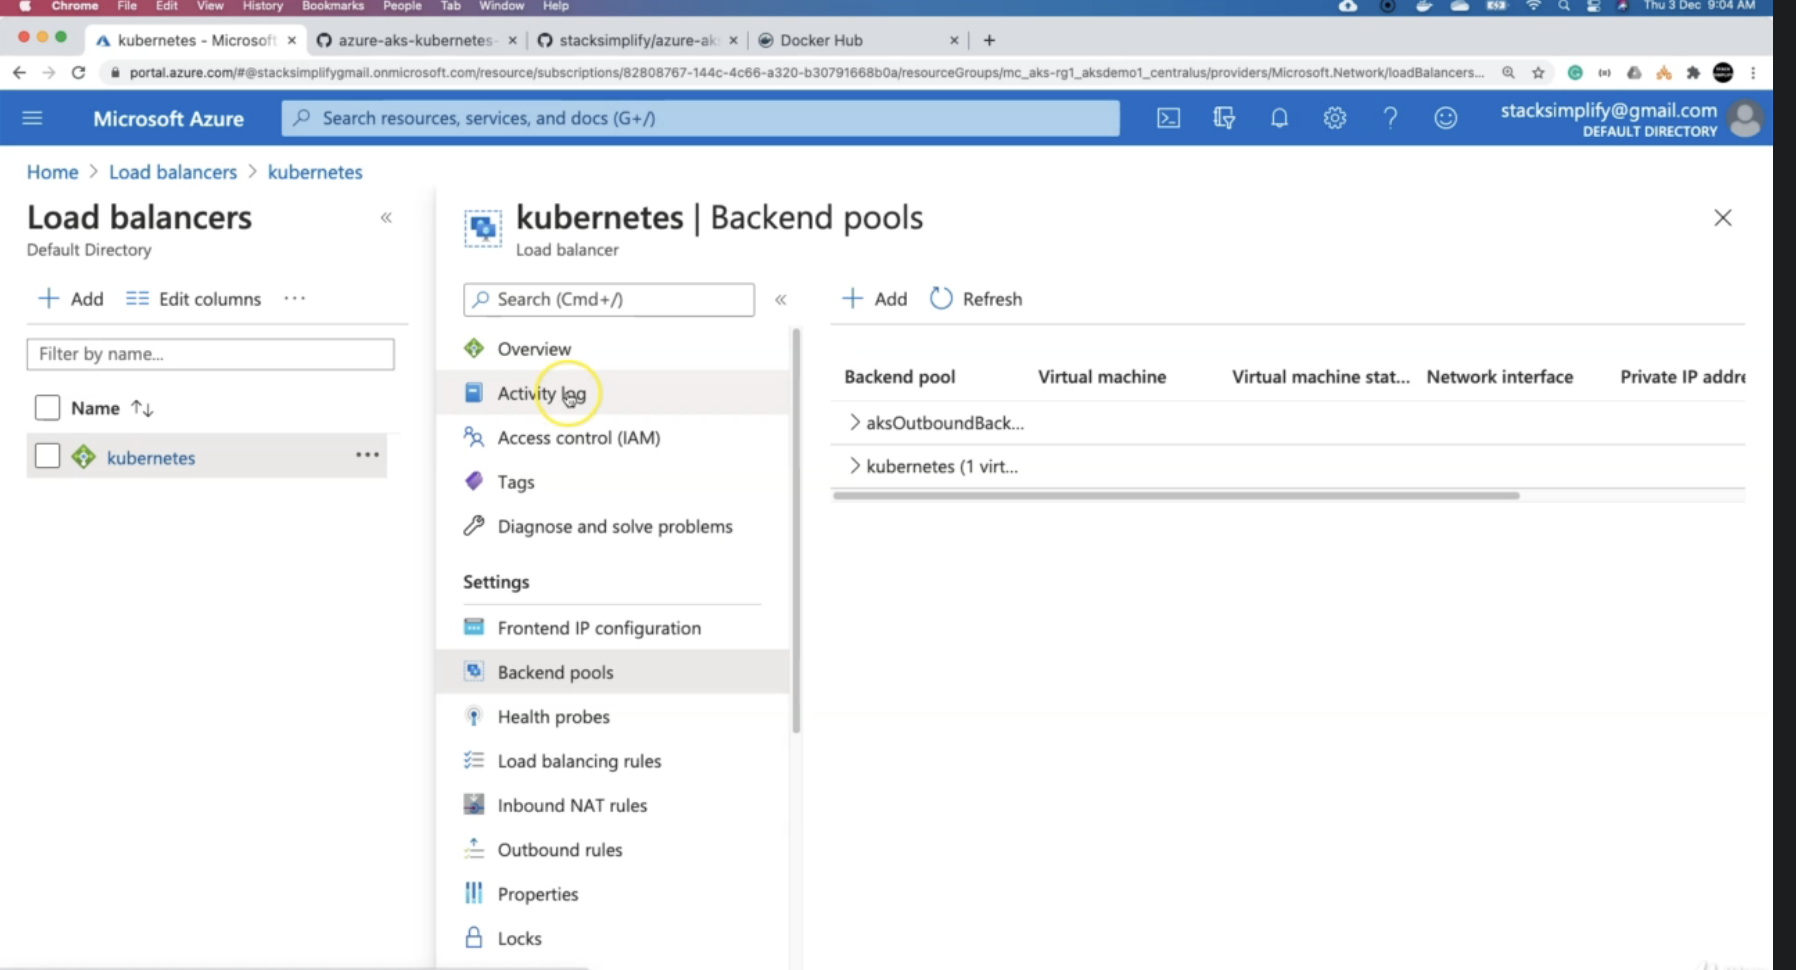 Chrome File Edit View History Bookmarks People Tab Window Help Thu 3 Dec 9:04 AM
kubernetes - Microsoft azure-aks-kubernetes- stacksimplify/azure-aks Docker Hub
portal.azure.com/#@stacksimplifygmail.onmicrosoft.com/resource/subscriptions/82808767-144c-4c66-a320-b30791668b0a/resourceGroups/mc_aks-rg1_aksdemo1_centralus/providers/Microsoft.Network/loadBalancers...
Microsoft Azure Search resources, services, and docs (G+/) stacksimplify@gmail.com
DEFAULT DIRECTORY
Home > Load balancers > kubernetes
Load balancers «
Default Directory
+ Add Edit columns ...
Filter by name...
Name ↑↓
kubernetes ...
kubernetes | Backend pools
Load balancer
Search (Cmd+/) «
Overview
Activity log
Access control (IAM)
Tags
Diagnose and solve problems
Settings
Frontend IP configuration
Backend pools
Health probes
Load balancing rules
Inbound NAT rules
Outbound rules
Properties
Locks
+ Add Refresh
Backend pool Virtual machine Virtual machine stat... Network interface Private IP addre
> aksOutboundBack...
> kubernetes (1 virt...